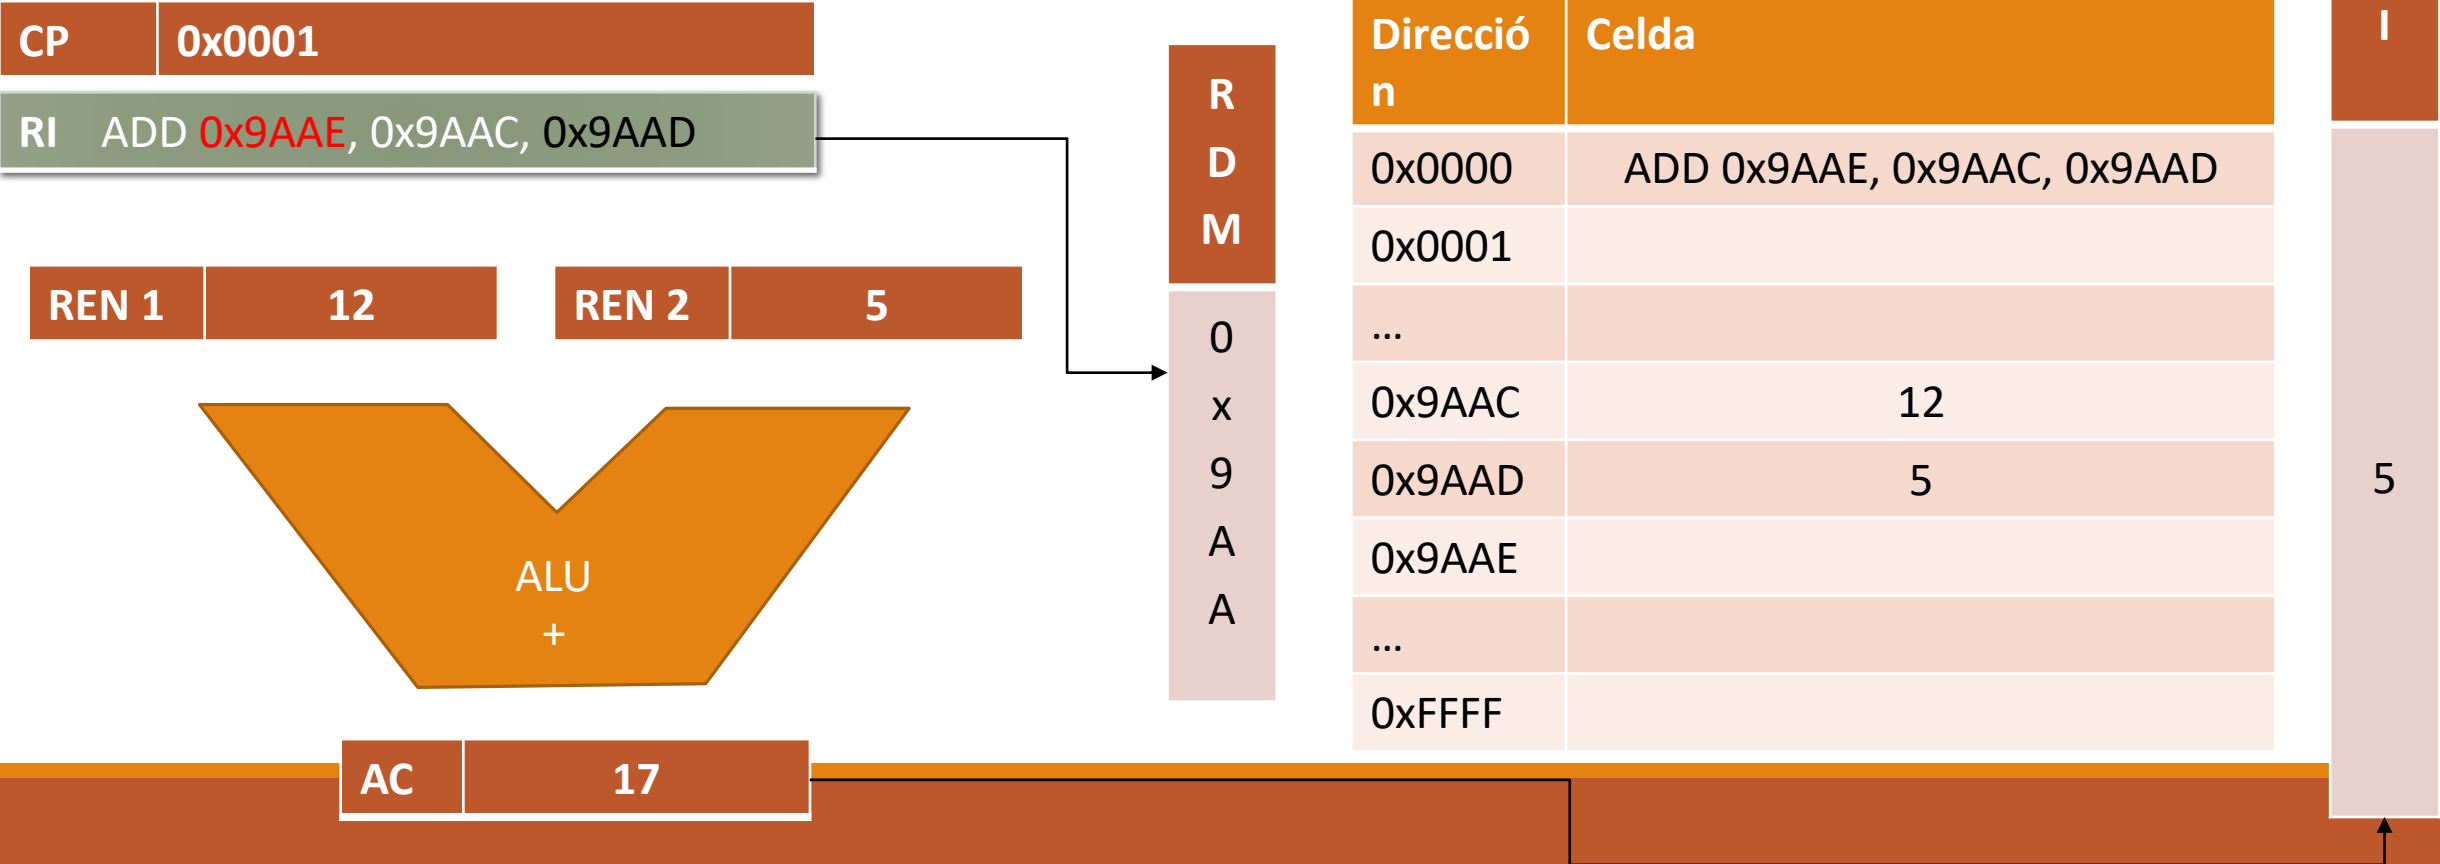 CP 0x0001
RI ADD 0x9AAE, 0x9AAC, 0x9AAD
REN 1 12
REN 2 5
ALU
+
AC 17
R
D
M
0
x
9
A
A
Direcció
n
Celda
0x0000 ADD 0x9AAE, 0x9AAC, 0x9AAD
0x0001
...
0x9AAC 12
0x9AAD 5
0x9AAE
...
0xFFFF
I
5